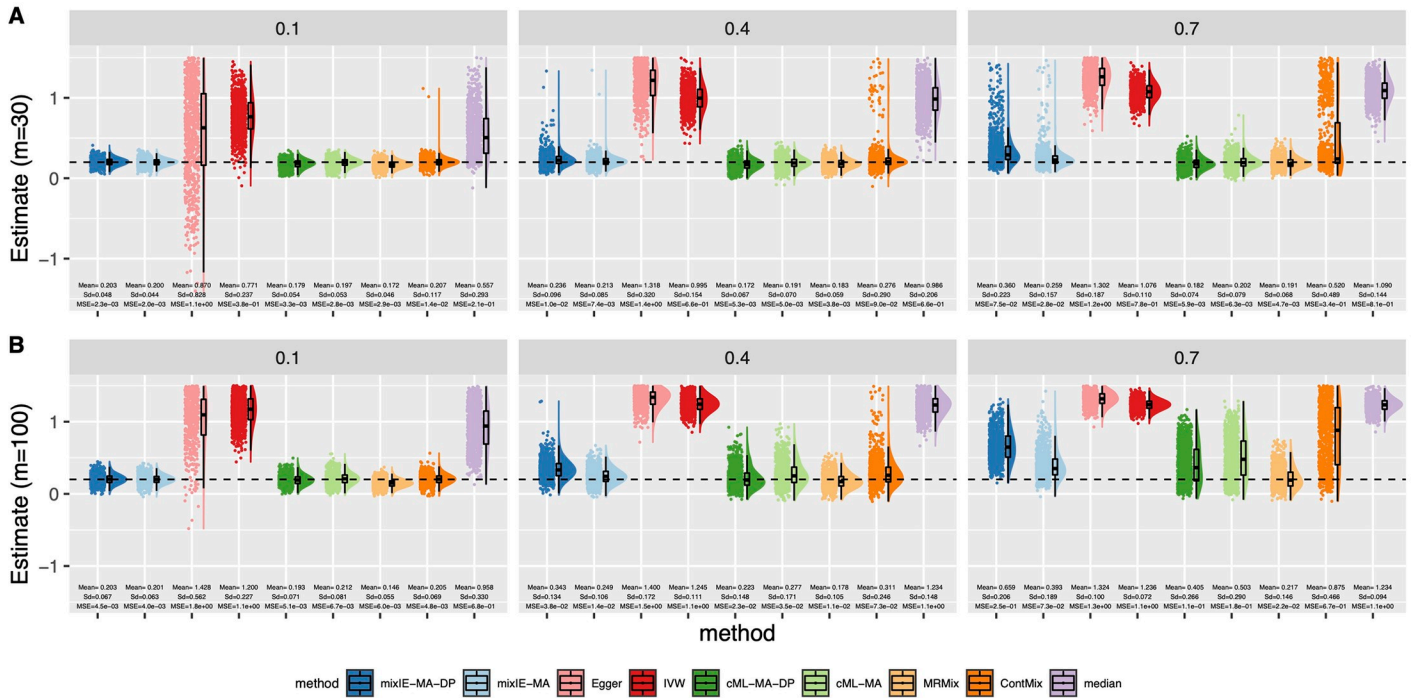 A
0.1
0.4
0.7
Estimate (m=30)
1
0
−1
Mean= 0.203 Mean= 0.200 Mean= 0.870 Mean= 0.771 Mean= 0.179 Mean= 0.197 Mean= 0.172 Mean= 0.207 Mean= 0.557
Sd=0.048 Sd=0.044 Sd=0.828 Sd=0.237 Sd=0.054 Sd=0.053 Sd=0.046 Sd=0.117 Sd=0.293
MSE=2.3e−03 MSE=2.0e−03 MSE=1.1e+00 MSE=3.8e−01 MSE=3.3e−03 MSE=2.8e−03 MSE=2.9e−03 MSE=1.4e−02 MSE=2.1e−01
Mean= 0.236 Mean= 0.213 Mean= 1.318 Mean= 0.995 Mean= 0.172 Mean= 0.191 Mean= 0.183 Mean= 0.276 Mean= 0.986
Sd=0.096 Sd=0.085 Sd=0.320 Sd=0.154 Sd=0.067 Sd=0.070 Sd=0.059 Sd=0.290 Sd=0.206
MSE=1.0e−02 MSE=7.4e−03 MSE=1.4e+00 MSE=6.6e−01 MSE=5.3e−03 MSE=5.0e−03 MSE=3.8e−03 MSE=9.0e−02 MSE=6.6e−01
Mean= 0.360 Mean= 0.259 Mean= 1.302 Mean= 1.076 Mean= 0.182 Mean= 0.202 Mean= 0.191 Mean= 0.520 Mean= 1.090
Sd=0.223 Sd=0.157 Sd=0.187 Sd=0.110 Sd=0.074 Sd=0.079 Sd=0.068 Sd=0.489 Sd=0.144
MSE=7.5e−02 MSE=2.8e−02 MSE=1.2e+00 MSE=7.8e−01 MSE=5.9e−03 MSE=6.3e−03 MSE=4.7e−03 MSE=3.4e−01 MSE=8.1e−01
B
0.1
0.4
0.7
Estimate (m=100)
1
0
−1
Mean= 0.203 Mean= 0.201 Mean= 1.428 Mean= 1.200 Mean= 0.193 Mean= 0.212 Mean= 0.146 Mean= 0.205 Mean= 0.958
Sd=0.067 Sd=0.063 Sd=0.562 Sd=0.227 Sd=0.071 Sd=0.081 Sd=0.055 Sd=0.069 Sd=0.330
MSE=4.5e−03 MSE=4.0e−03 MSE=1.8e+00 MSE=1.1e+00 MSE=5.1e−03 MSE=6.7e−03 MSE=6.0e−03 MSE=4.8e−03 MSE=6.8e−01
Mean= 0.343 Mean= 0.249 Mean= 1.400 Mean= 1.245 Mean= 0.223 Mean= 0.277 Mean= 0.178 Mean= 0.311 Mean= 1.234
Sd=0.134 Sd=0.106 Sd=0.172 Sd=0.111 Sd=0.148 Sd=0.171 Sd=0.105 Sd=0.246 Sd=0.148
MSE=3.8e−02 MSE=1.4e−02 MSE=1.5e+00 MSE=1.1e+00 MSE=2.3e−02 MSE=3.5e−02 MSE=1.1e−02 MSE=7.3e−02 MSE=1.1e+00
Mean= 0.659 Mean= 0.393 Mean= 1.324 Mean= 1.236 Mean= 0.405 Mean= 0.503 Mean= 0.217 Mean= 0.875 Mean= 1.234
Sd=0.206 Sd=0.189 Sd=0.100 Sd=0.072 Sd=0.266 Sd=0.290 Sd=0.146 Sd=0.466 Sd=0.094
MSE=2.5e−01 MSE=7.3e−02 MSE=1.3e+00 MSE=1.1e+00 MSE=1.1e−01 MSE=1.8e−01 MSE=2.2e−02 MSE=6.7e−01 MSE=1.1e+00
method
method mixIE−MA−DP mixIE−MA Egger IVW cML−MA−DP cML−MA MRMix ContMix median